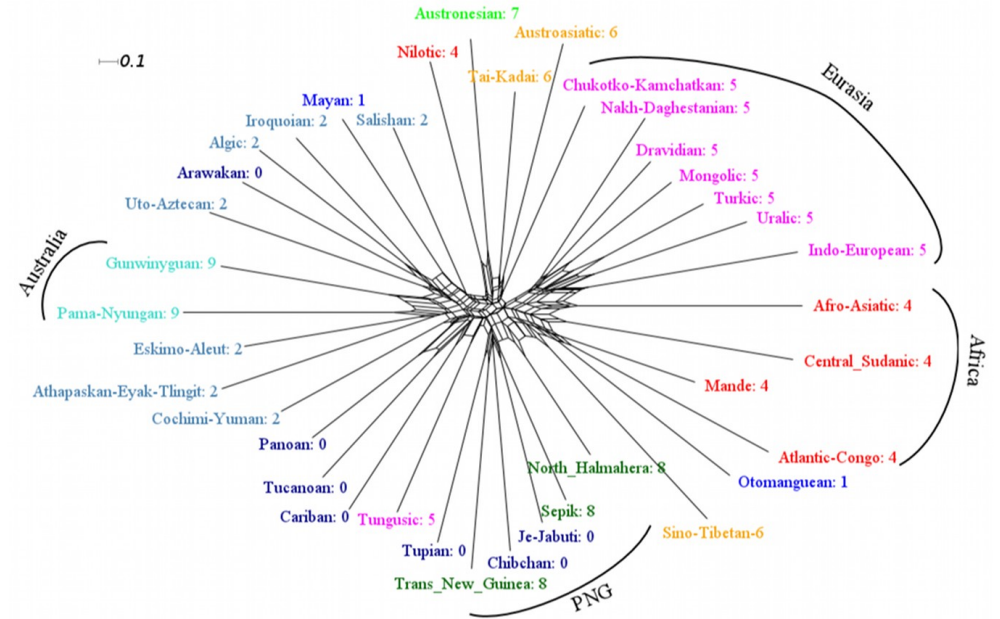 Austronesian: 7
Austroasiatic: 6
Nilotic: 4
0.1
Tai-Kadai: 6
Chukotko-Kamchatkan: 5
Eurasia
Mayan: 1
Nakh-Daghestanian: 5
Iroquoian: 2
Salishan: 2
Algic: 2
Dravidian: 5
Arawakan: 0
Mongolic: 5
Turkic: 5
Uto-Aztecan: 2
Uralic: 5
Indo-European: 5
Australia
Gunwinyguan: 9
Afro-Asiatic: 4
Pama-Nyungan: 9
Eskimo-Aleut: 2
Central_Sudanic: 4
Africa
Mande: 4
Athapaskan-Eyak-Tlingit: 2
Cochimi-Yuman: 2
Panoan: 0
Atlantic-Congo: 4
North_Halmahera: 8
Otomanguean: 1
Tucanoan: 0
Sepik: 8
Cariban: 0
Tungusic: 5
Sino-Tibetan-6
Je-Jabuti: 0
Tupian: 0
Chibchan: 0
Trans_New_Guinea: 8
PNG